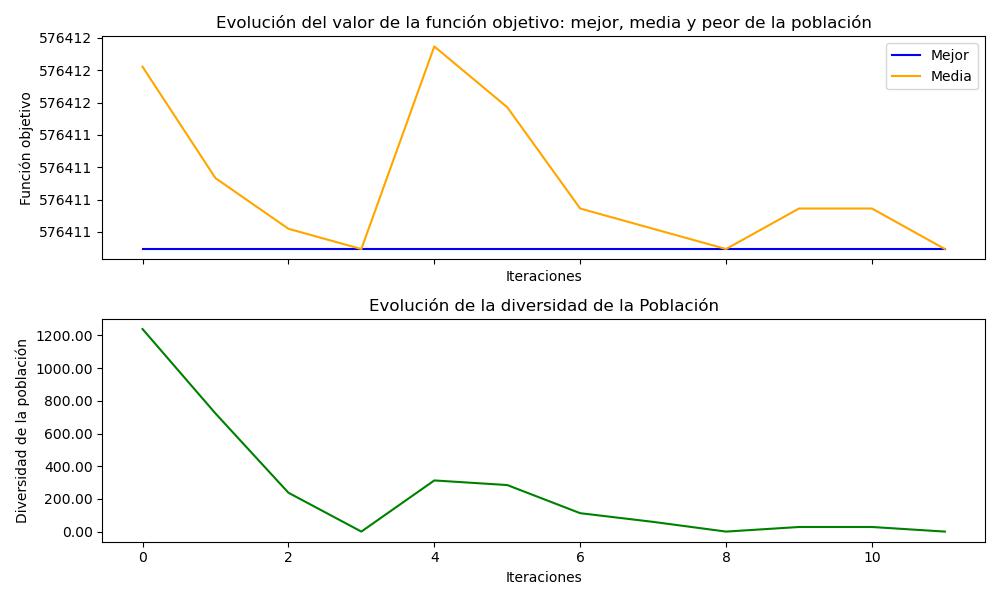 Evolución del valor de la función objetivo: mejor, media y peor de la población
576412
576412
576412
576411
576411
576411
576411
Función objetivo
Mejor
Media
Iteraciones
Evolución de la diversidad de la Población
1200.00
1000.00
800.00
600.00
400.00
200.00
0.00
Diversidad de la población
0 2 4 6 8 10
Iteraciones